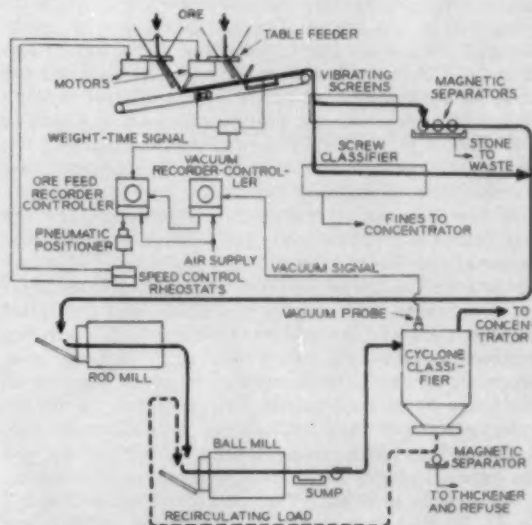 ORE
TABLE FEEDER
MOTORS
VIBRATING
SCREENS
MAGNETIC
SEPARATORS
WEIGHT-TIME SIGNAL
STONE
TO
WASTE
VACUUM
RECORDER-CONTROL-
LER
SCREW CLASSIFIER
ORE FEED
RECORDER
CONTROLLER
FINES TO
CONCENTRATOR
PNEUMATIC
POSITIONER
AIR SUPPLY
VACUUM SIGNAL
SPEED CONTROL
RHEOSTATS
VACUUM
PROBE
TO
CONCEN-
TRATOR
CYCLONE
CLASSI-
FIER
ROD MILL
BALL MILL
SUMP
MAGNETIC
SEPARATOR
RECIRCULATING LOAD
TO THICKENER
AND REFUSE